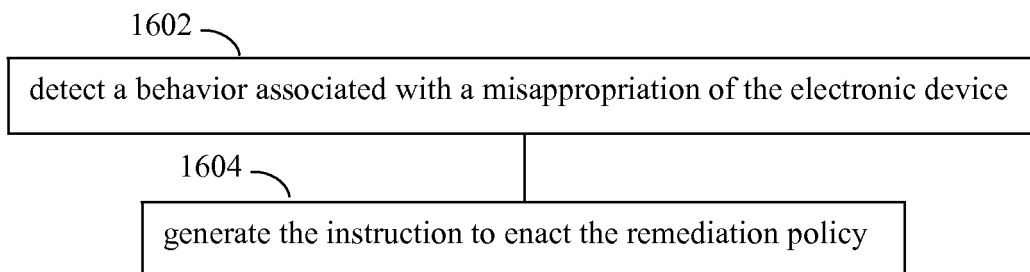 1602
detect a behavior associated with a misappropriation of the electronic device
1604
generate the instruction to enact the remediation policy